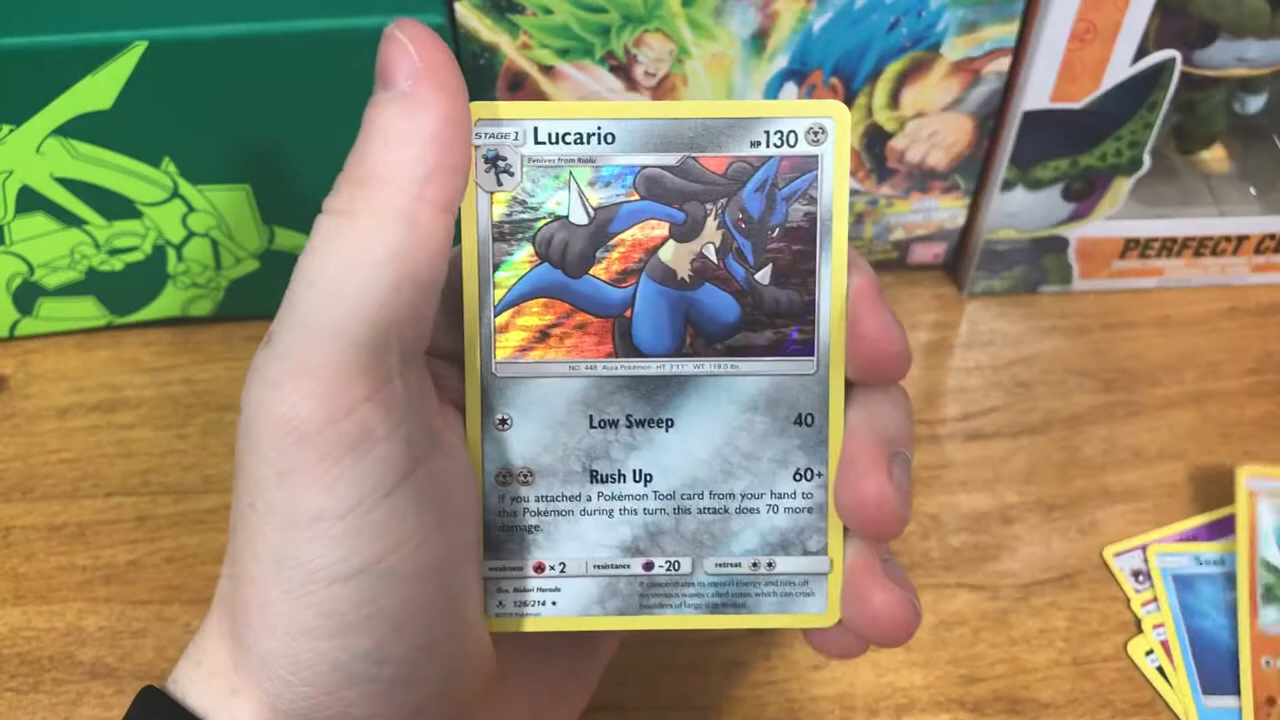 STAGE 1 Lucario HP 130
Evolves from Riolu
NO. 448 Aura Pokémon HT: 3'11" WT: 119.0 lbs.
Low Sweep 40
Rush Up 60+
If you attached a Pokémon Tool card from your hand to
this Pokémon during this turn, this attack does 70 more
damage.
weakness ×2 resistance -20 retreat
Illus. Midori Harada
126/214
It concentrates its mental energy and fires off
mysterious waves called auras, which can crush
boulders of large
PERFECT C